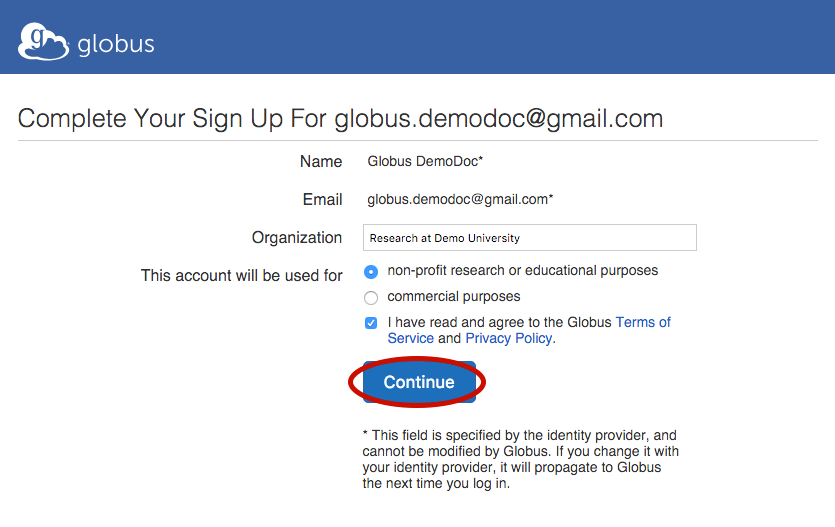 g globus
Complete Your Sign Up For globus.demodoc@gmail.com
Name Globus DemoDoc*
Email globus.demodoc@gmail.com*
Organization Research at Demo University
This account will be used for non-profit research or educational purposes
commercial purposes
I have read and agree to the Globus Terms of
Service and Privacy Policy.
Continue
* This field is specified by the identity provider, and
cannot be modified by Globus. If you change it with
your identity provider, it will propagate to Globus
the next time you log in.